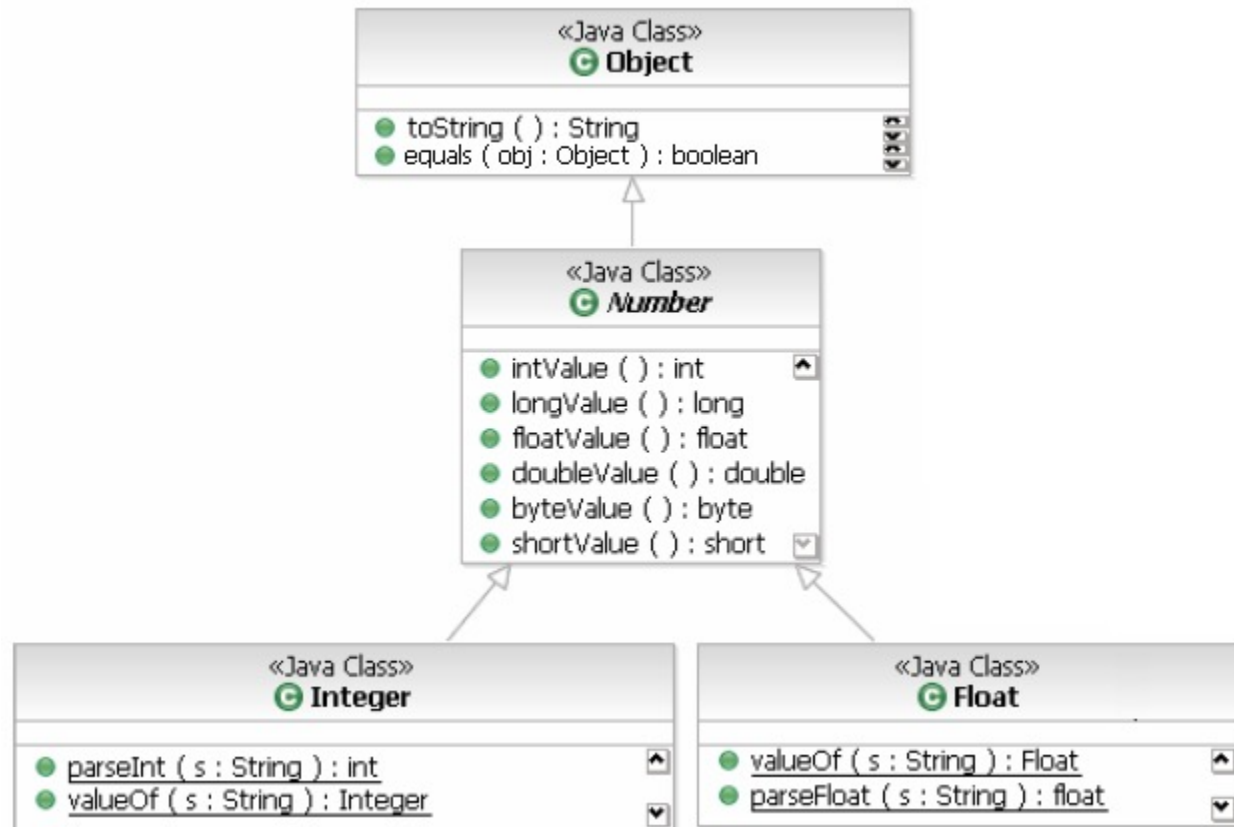 «Java Class»
C Object
toString ( ) : String
equals ( obj : Object ) : boolean
«Java Class»
C Number
intValue ( ) : int
longValue ( ) : long
floatValue ( ) : float
doubleValue ( ) : double
byteValue ( ) : byte
shortValue ( ) : short
«Java Class»
C Integer
parseInt ( s : String ) : int
valueOf ( s : String ) : Integer
«Java Class»
C Float
valueOf ( s : String ) : Float
parseFloat ( s : String ) : float